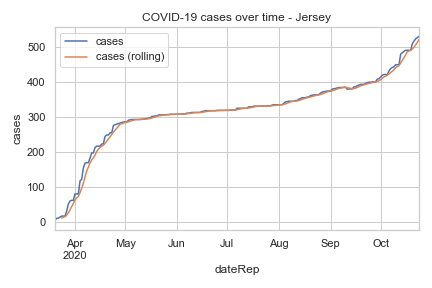 COVID-19 cases over time - Jersey
cases
cases (rolling)
500
400
300
200
100
0
cases
Apr
2020
May
Jun
Jul
Aug
Sep
Oct
dateRep